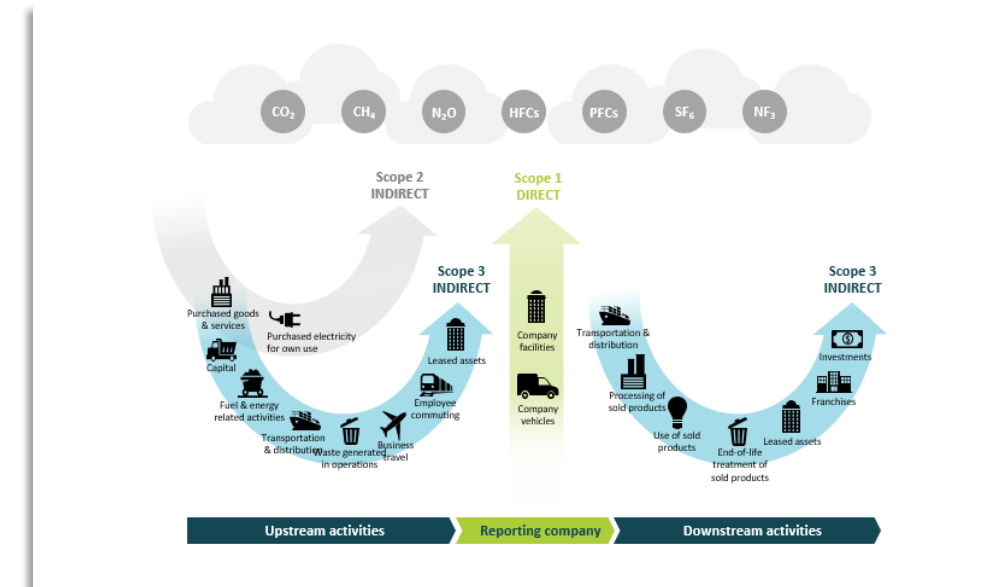 CO₂ CH₄ N₂O HFCs PFCs SF₆ NF₃
Scope 2
INDIRECT
Scope 1
DIRECT
Scope 3
INDIRECT
Scope 3
INDIRECT
Purchased goods
& services
Purchased electricity
for own use
Capital
Fuel & energy
related activities
Transportation
& distribution
Waste generated
in operations
Business
travel
Employee
commuting
Leased assets
Company
facilities
Company
vehicles
Transportation &
distribution
Processing of
sold products
Use of sold
products
End-of-life
treatment of
sold products
Leased assets
Franchises
Investments
Upstream activities
Reporting company
Downstream activities